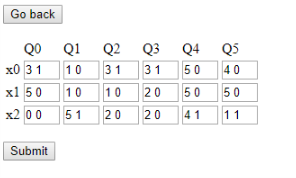 Go back
Q0 Q1 Q2 Q3 Q4 Q5
x0 3 1 1 0 3 1 3 1 5 0 4 0
x1 5 0 1 0 1 0 2 0 5 0 5 0
x2 0 0 5 1 2 0 2 0 4 1 1 1
Submit